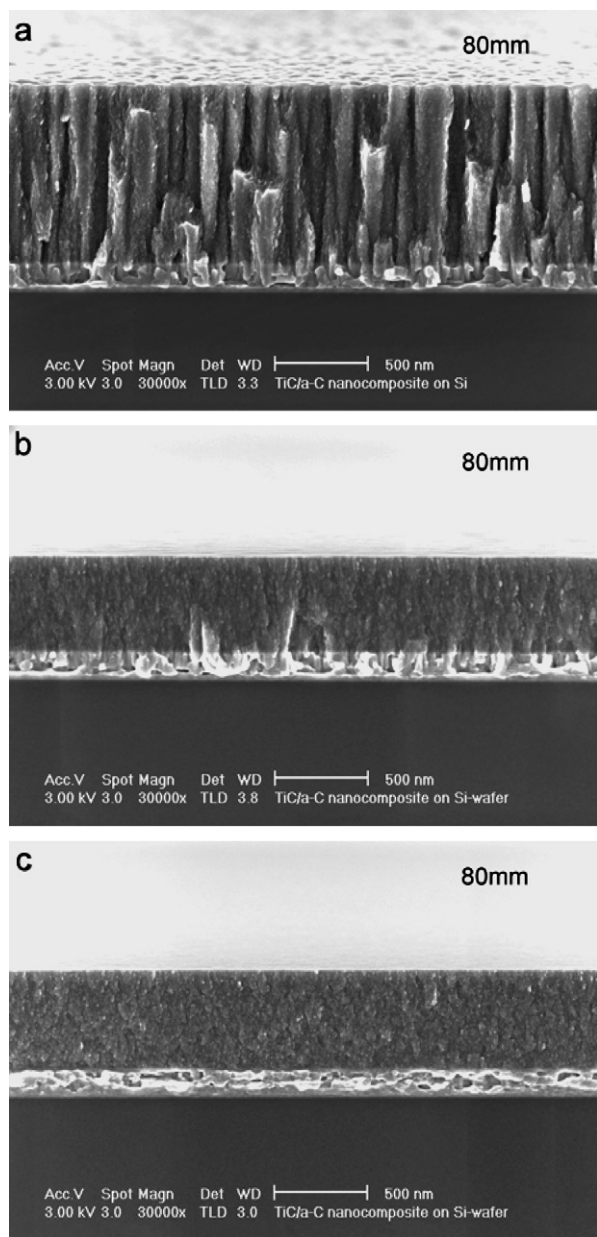 a
80mm
Acc.V Spot Magn Det WD 500 nm
3.00 kV 3.0 30000x TLD 3.3 TiC/a-C nanocomposite on Si
b
80mm
Acc.V Spot Magn Det WD 500 nm
3.00 kV 3.0 30000x TLD 3.8 TiC/a-C nanocomposite on Si-wafer
c
80mm
Acc.V Spot Magn Det WD 500 nm
3.00 kV 3.0 30000x TLD 3.0 TiC/a-C nanocomposite on Si-wafer